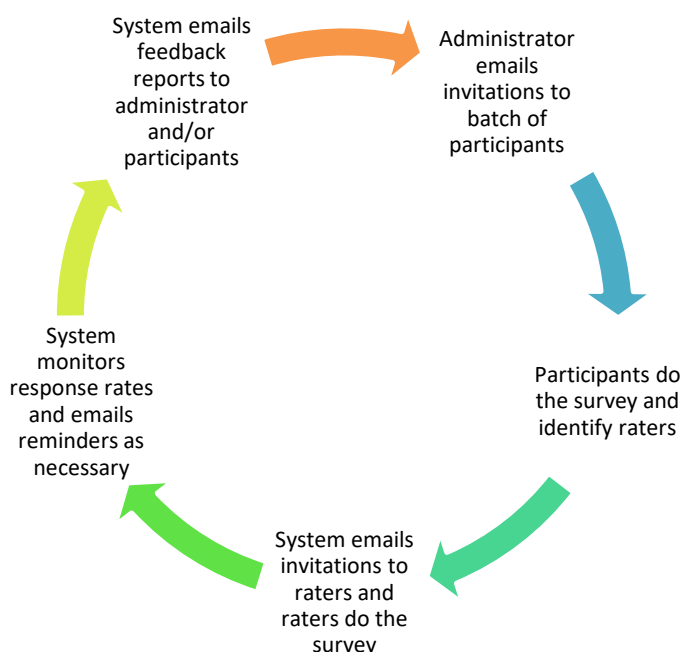 System emails
feedback
reports to
administrator
and/or
participants
Administrator
emails
invitations to
batch of
participants
Participants do
the survey and
identify raters
System emails
invitations to
raters and
raters do the
survey
System
monitors
response rates
and emails
reminders as
necessary